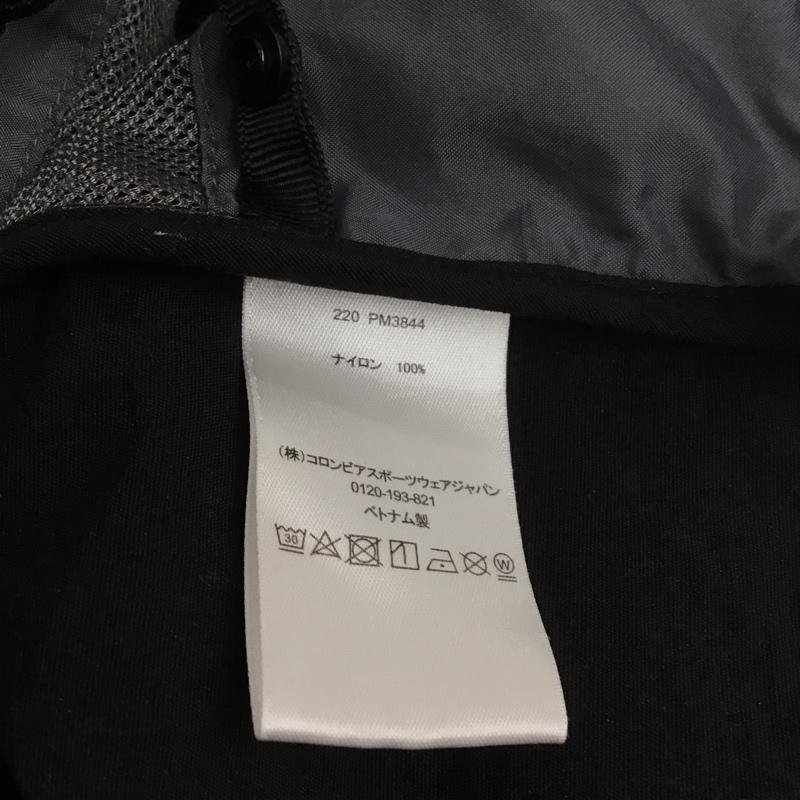 220 PM3844
ナイロン 100%
(株)コロンビアスポーツウェアジャパン
0120-193-821
ベトナム製
30 W